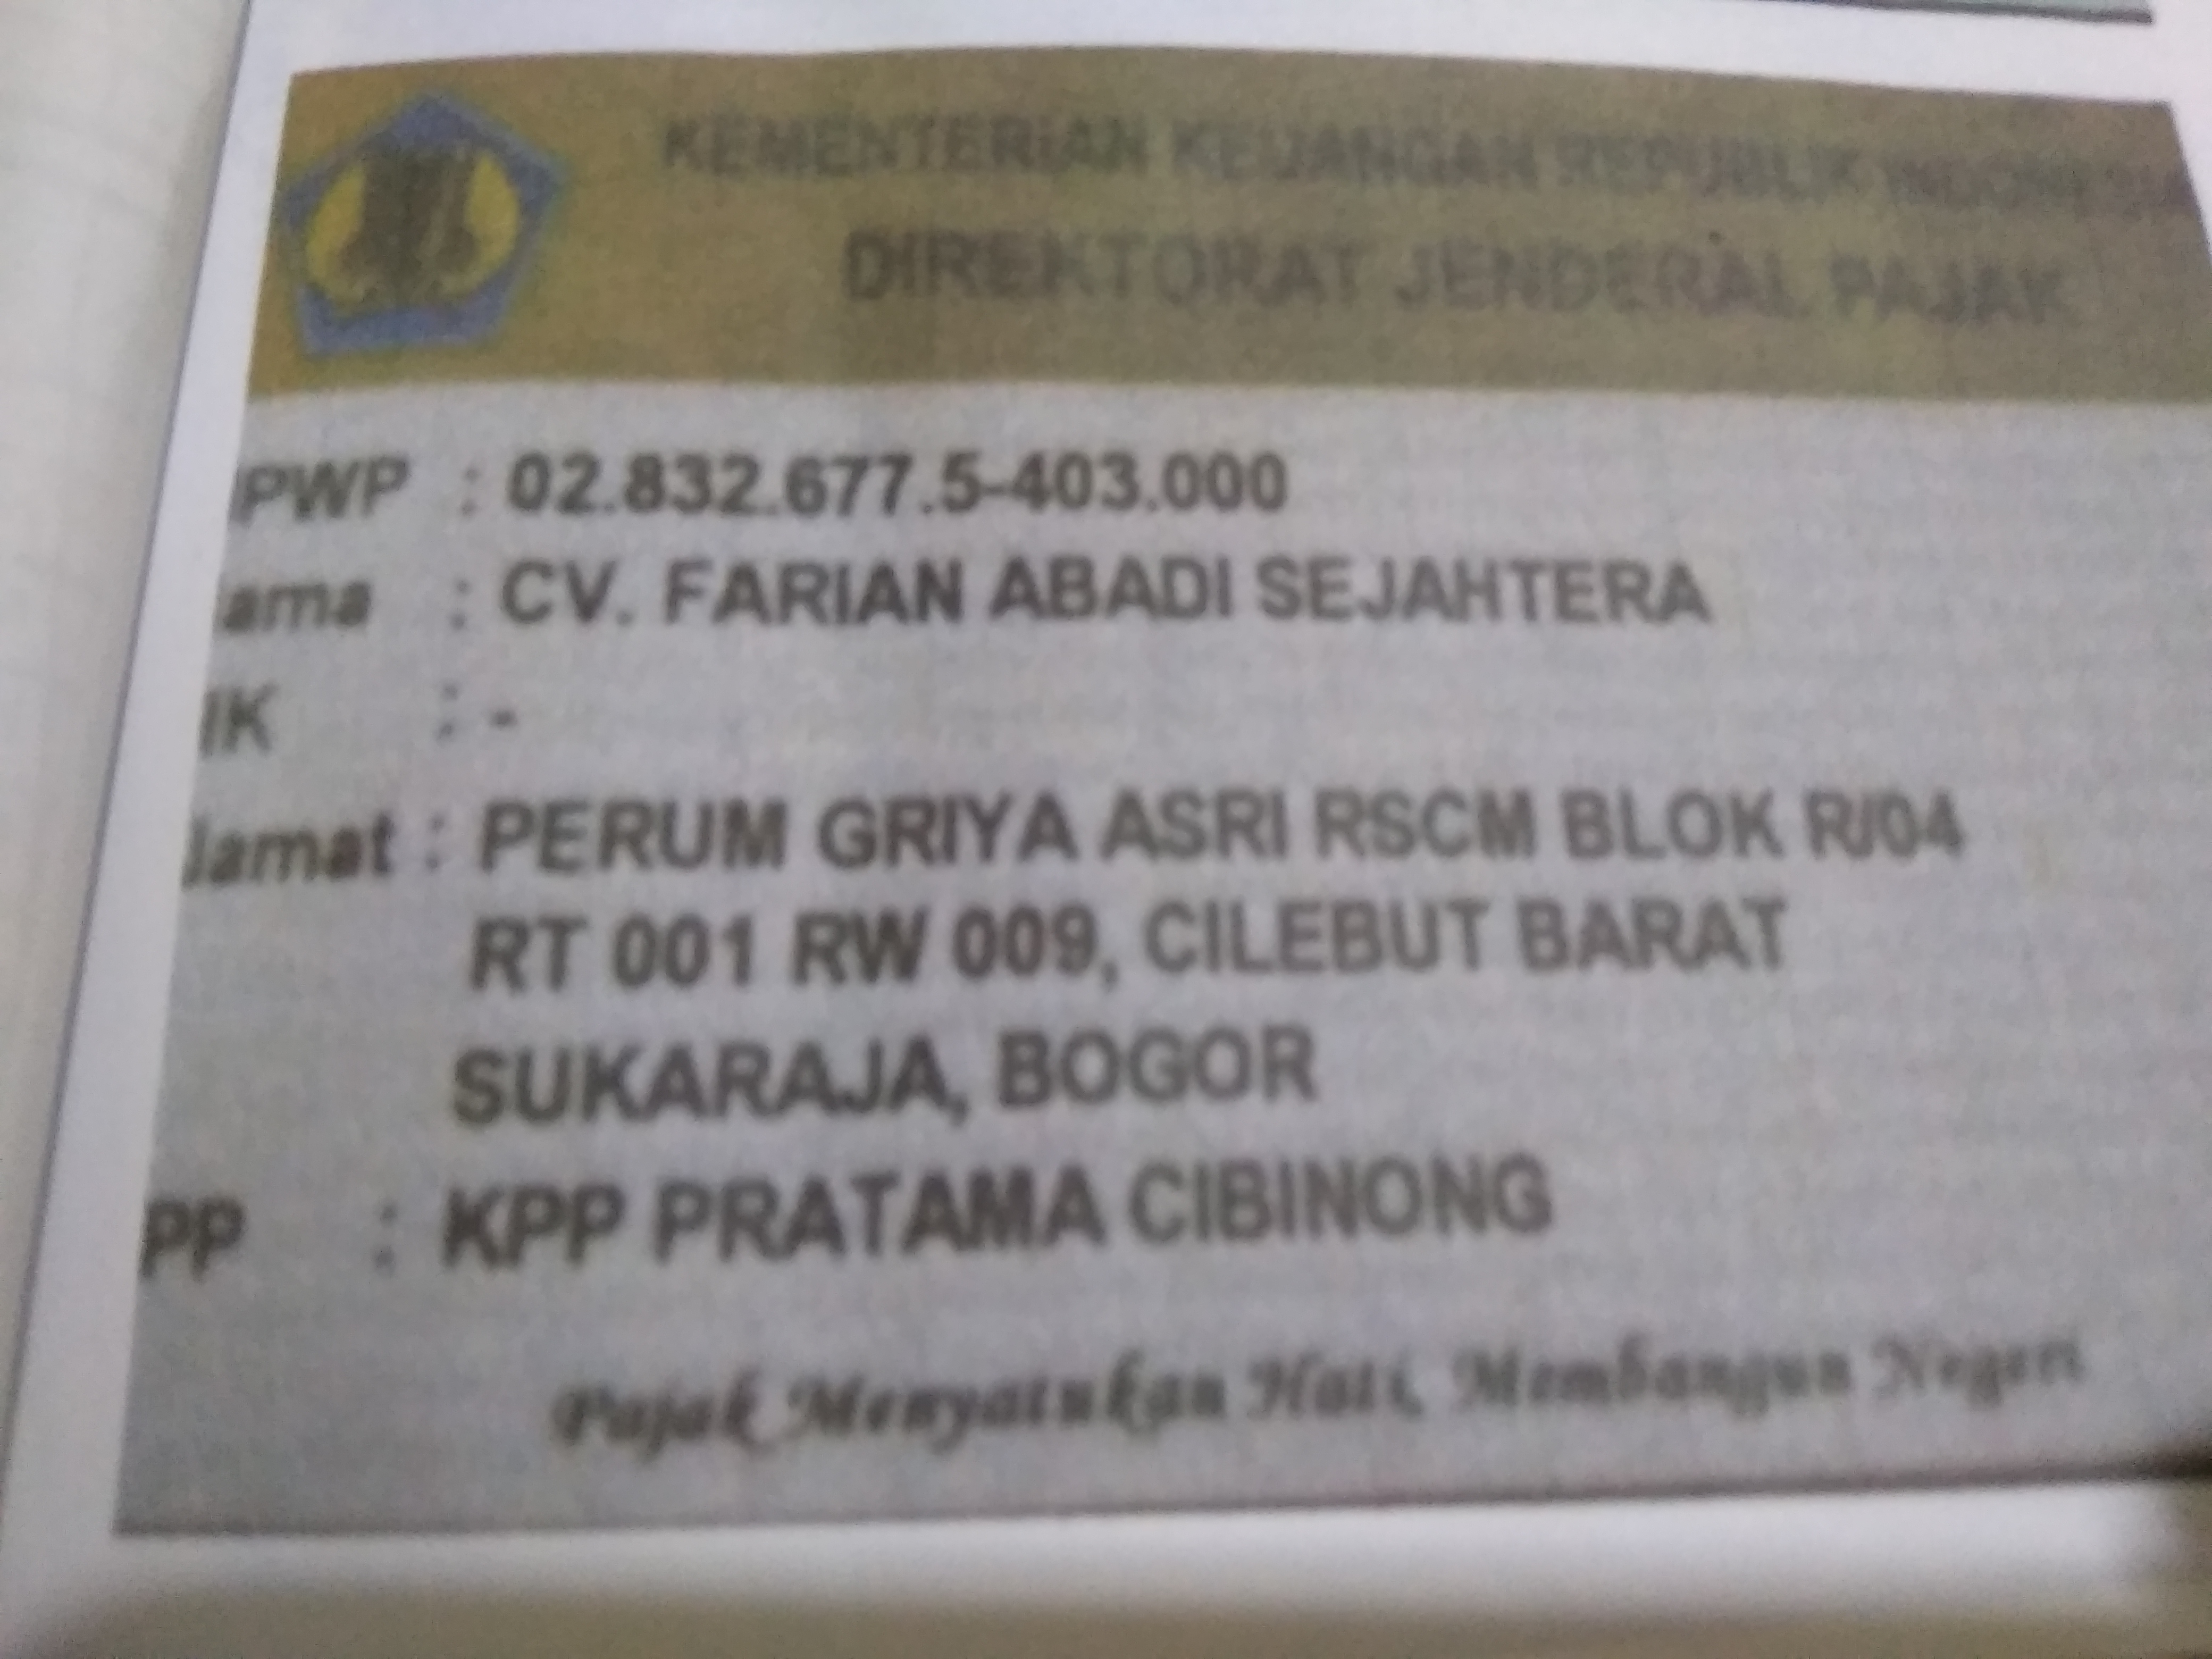 KEMENTERIAN KEUANGAN REPUBLIK INDONESIA
DIREKTORAT JENDERAL PAJAK
PWP : 02.832.677.5-403.000
ama : CV. FARIAN ABADI SEJAHTERA
IK : -
lamat : PERUM GRIYA ASRI RSCM BLOK R/04
RT 001 RW 009, CILEBUT BARAT
SUKARAJA, BOGOR
PP : KPP PRATAMA CIBINONG
Pajak Menyatukan Hati, Membangun Negeri